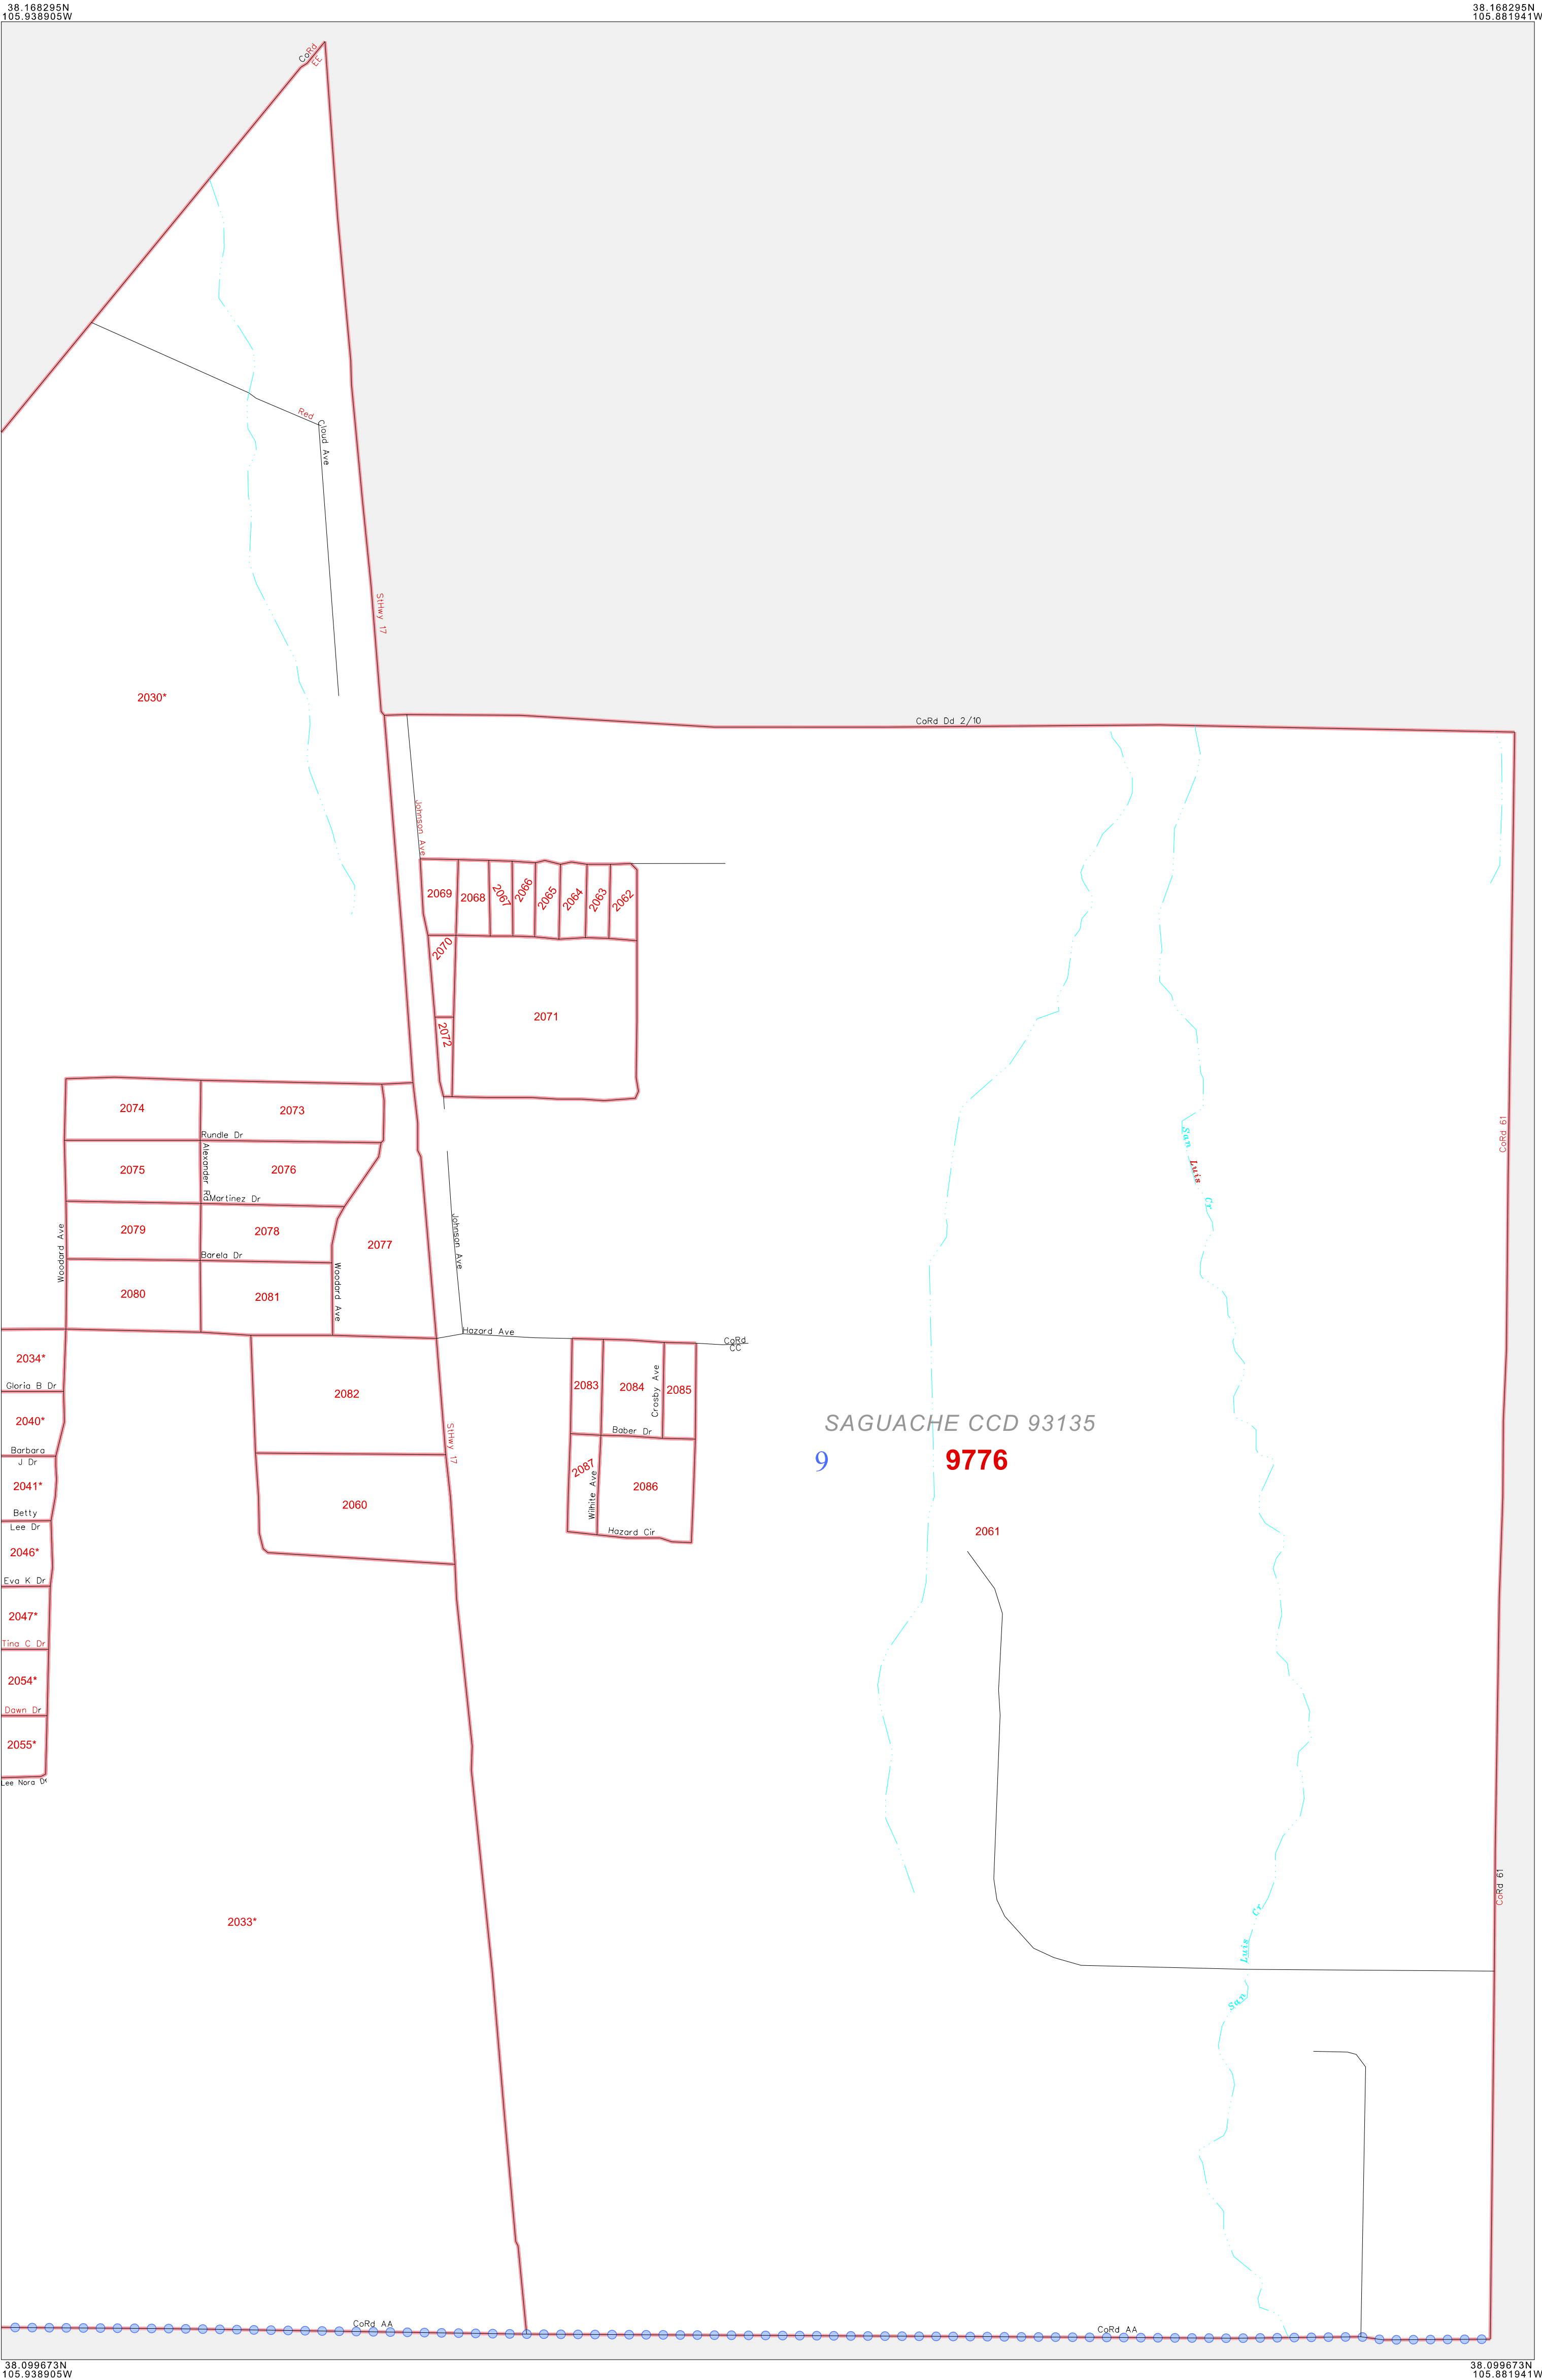 38.168295N
105.938905W
38.168295N
105.881941W
CoRd
EE
Red Cloud Ave
StHwy 17
2030*
CoRd Dd 2/10
Johnson Ave
2069
2068
2067
2066
2065
2064
2063
2062
2070
2071
2072
2074
2073
Rundle Dr
CoRd 61
San Luis Cr
2075
Alexander Rd
2076
Martinez Dr
Woodard Ave
2079
2078
2077
Johnson Ave
Barela Dr
2080
2081
Woodard Ave
Hazard Ave
CoRd
CC
2034*
Gloria B Dr
2082
2083
2084
Crosby Ave
2085
2040*
StHwy 17
Baber Dr
SAGUACHE CCD 93135
Barbara
J Dr
9
9776
2041*
2087
Wilhite Ave
2086
2060
Betty
Lee Dr
Hazard Cir
2061
2046*
Eva K Dr
2047*
Tina C Dr
2054*
Dawn Dr
2055*
Lee Nora Dr
CoRd 61
2033*
San Luis Cr
CoRd AA
CoRd AA
38.099673N
105.938905W
38.099673N
105.881941W